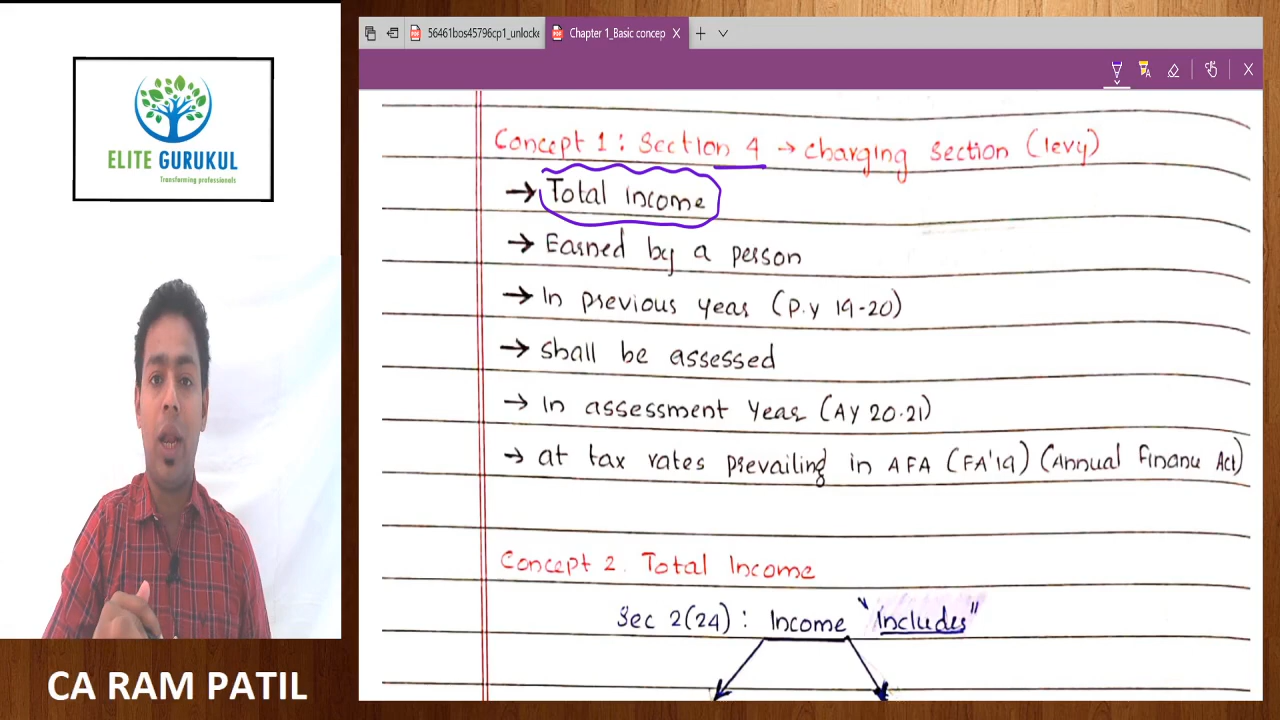 ELITE GURUKUL
Transforming professionals
CA RAM PATIL
56461bos45796cp1_unlocke
Chapter 1_Basic concep
Concept 1 : Section 4 → charging section (levy)
→ Total income
→ Earned by a person
→ In previous year (P.Y 19-20)
→ shall be assessed
→ In assessment Year (AY 20.21)
→ at tax rates prevailing in AFA (FA'19) (Annual Finance Act)
Concept 2. Total Income
Sec 2(24) : Income "includes"